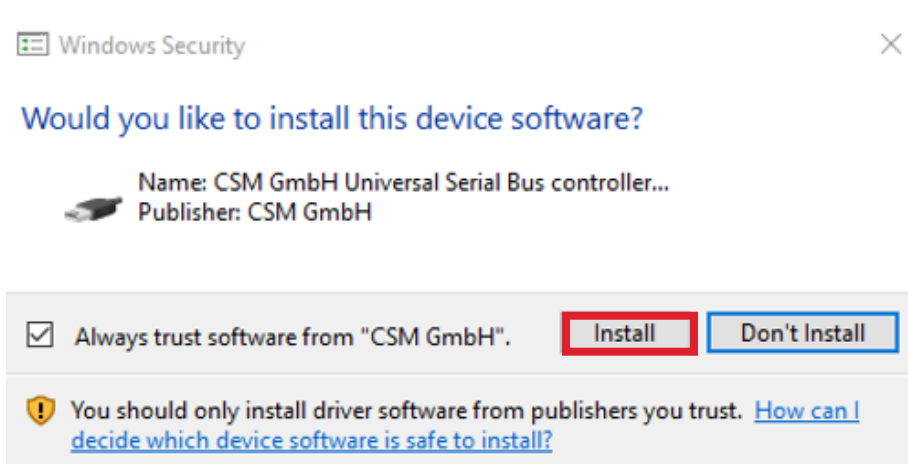 Windows Security
Would you like to install this device software?
Name: CSM GmbH Universal Serial Bus controller...
Publisher: CSM GmbH
Always trust software from "CSM GmbH".
Install
Don't Install
You should only install driver software from publishers you trust. How can I
decide which device software is safe to install?